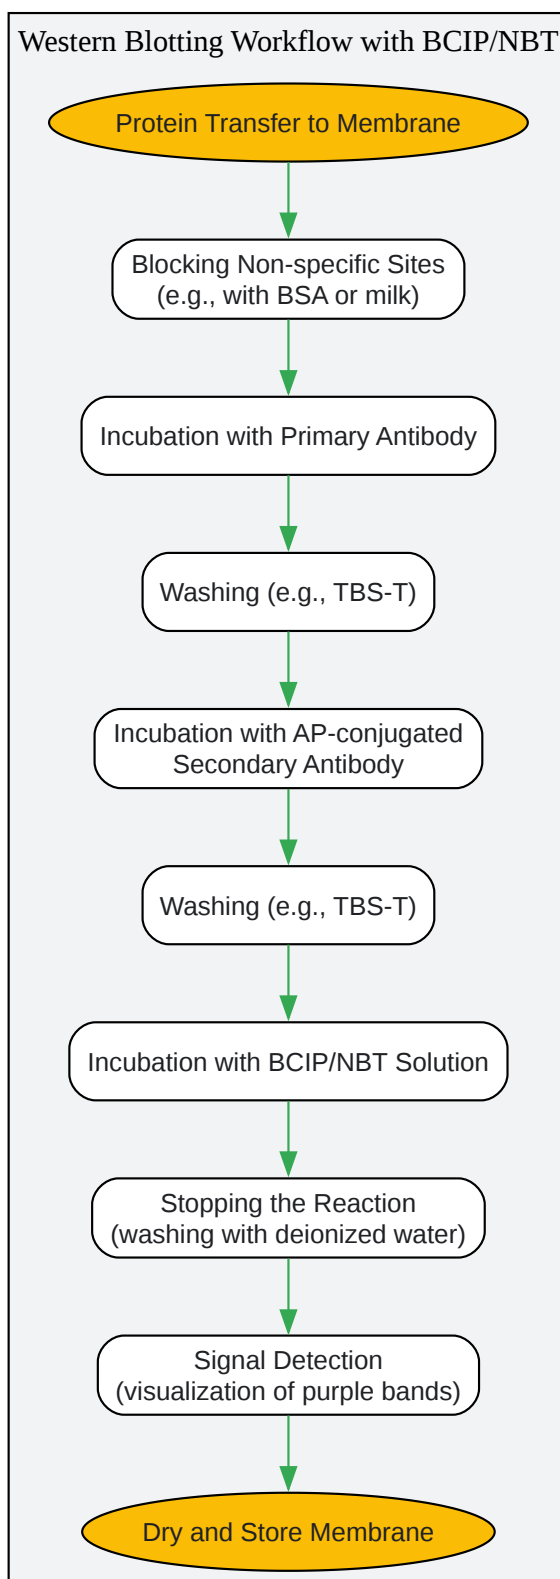 Western Blotting Workflow with BCIP/NBT
Protein Transfer to Membrane
Blocking Non-specific Sites
(e.g., with BSA or milk)
Incubation with Primary Antibody
Washing (e.g., TBS-T)
Incubation with AP-conjugated
Secondary Antibody
Washing (e.g., TBS-T)
Incubation with BCIP/NBT Solution
Stopping the Reaction
(washing with deionized water)
Signal Detection
(visualization of purple bands)
Dry and Store Membrane